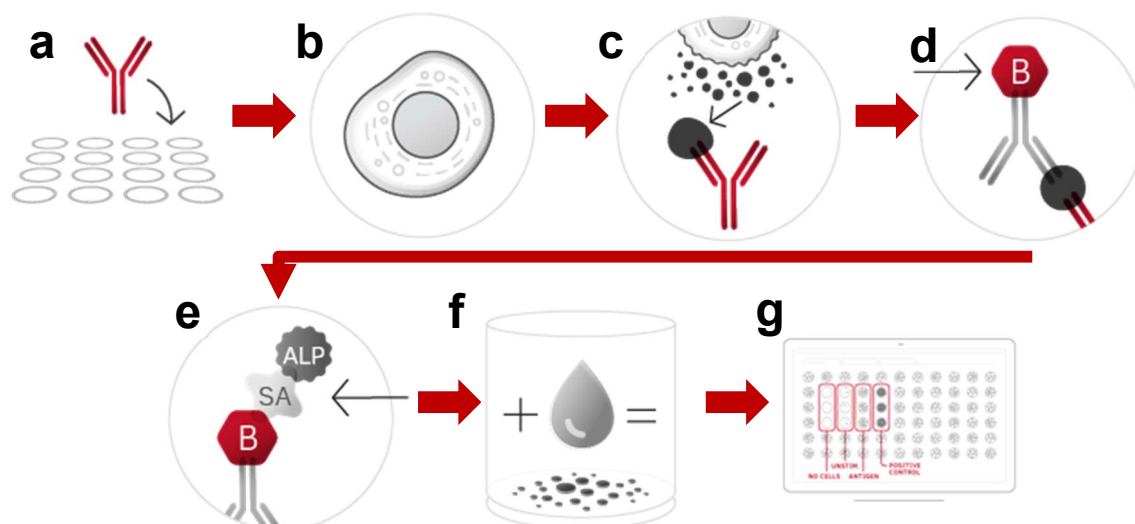 a
b
c
d
B
e
ALP
SA
B
f
+ =
g
UNSTIM.
POSITIVE
CONTROL
NO CELLS
ANTIGEN